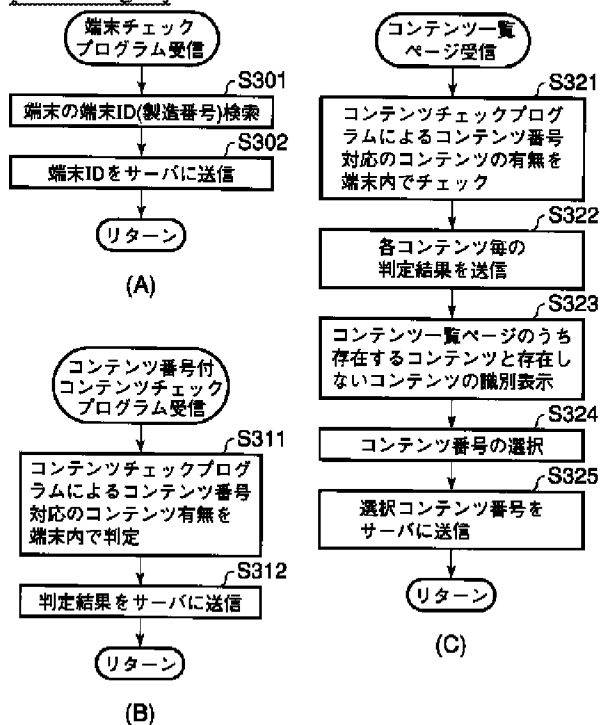 端末チェック
プログラム受信
S301
端末の端末ID(製造番号)検索
S302
端末IDをサーバに送信
リターン
(A)
コンテンツ番号付
コンテンツチェック
プログラム受信
S311
コンテンツチェックプログ
ラムによるコンテンツ番号
対応のコンテンツ有無を
端末内で判定
S312
判定結果をサーバに送信
リターン
(B)
コンテンツ一覧
ページ受信
S321
コンテンツチェックプログ
ラムによるコンテンツ番号
対応のコンテンツの有無を
端末内でチェック
S322
各コンテンツ毎の
判定結果を送信
S323
コンテンツ一覧ページのうち
存在するコンテンツと存在し
ないコンテンツの識別表示
S324
コンテンツ番号の選択
S325
選択コンテンツ番号を
サーバに送信
リターン
(C)